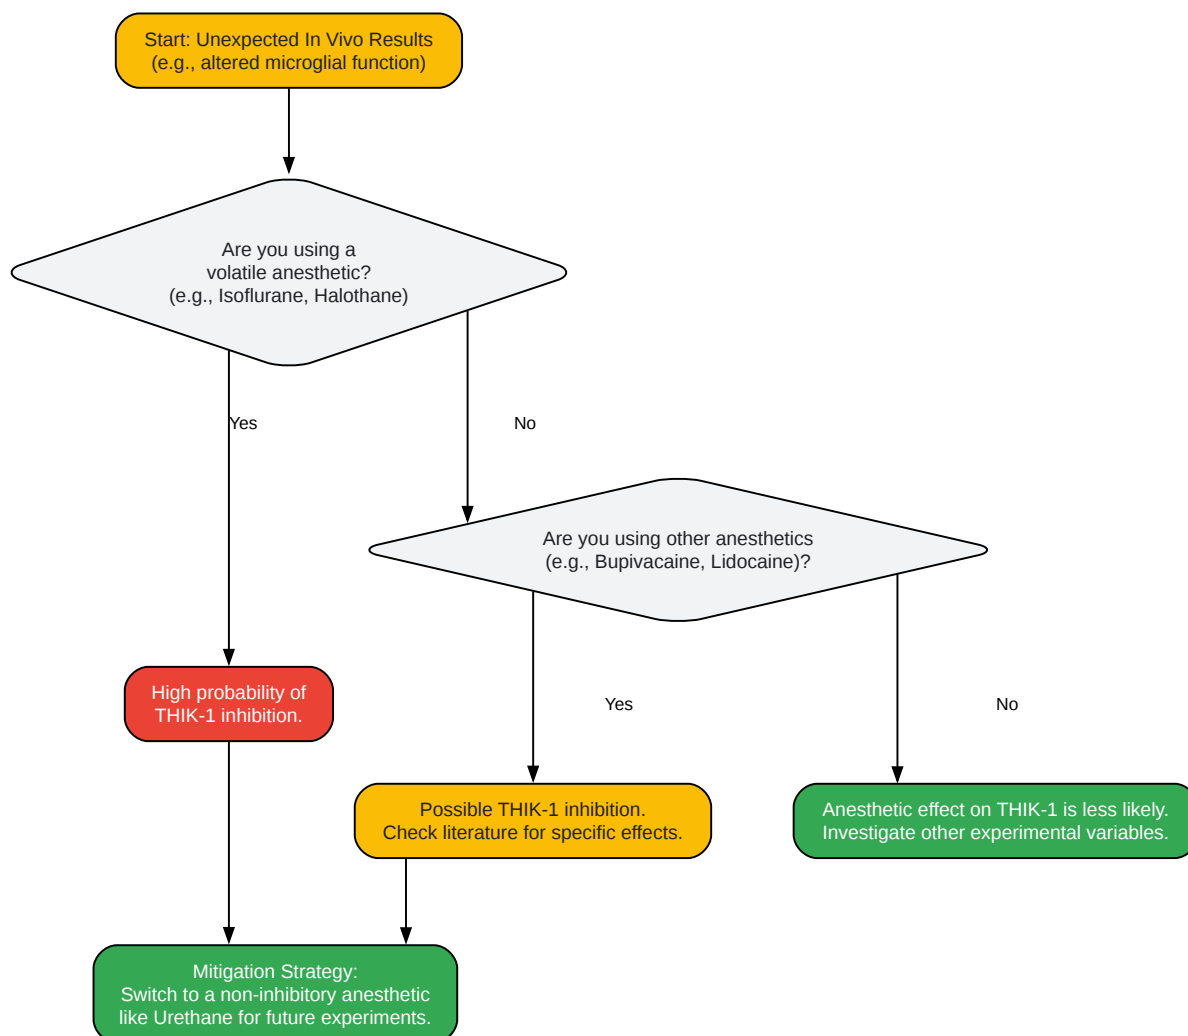 Start: Unexpected In Vivo Results
(e.g., altered microglial function)
Are you using a
volatile anesthetic?
(e.g., Isoflurane, Halothane)
Yes
No
Are you using other anesthetics
(e.g., Bupivacaine, Lidocaine)?
High probability of
THIK-1 inhibition.
Yes
No
Possible THIK-1 inhibition.
Check literature for specific effects.
Anesthetic effect on THIK-1 is less likely.
Investigate other experimental variables.
Mitigation Strategy:
Switch to a non-inhibitory anesthetic
like Urethane for future experiments.